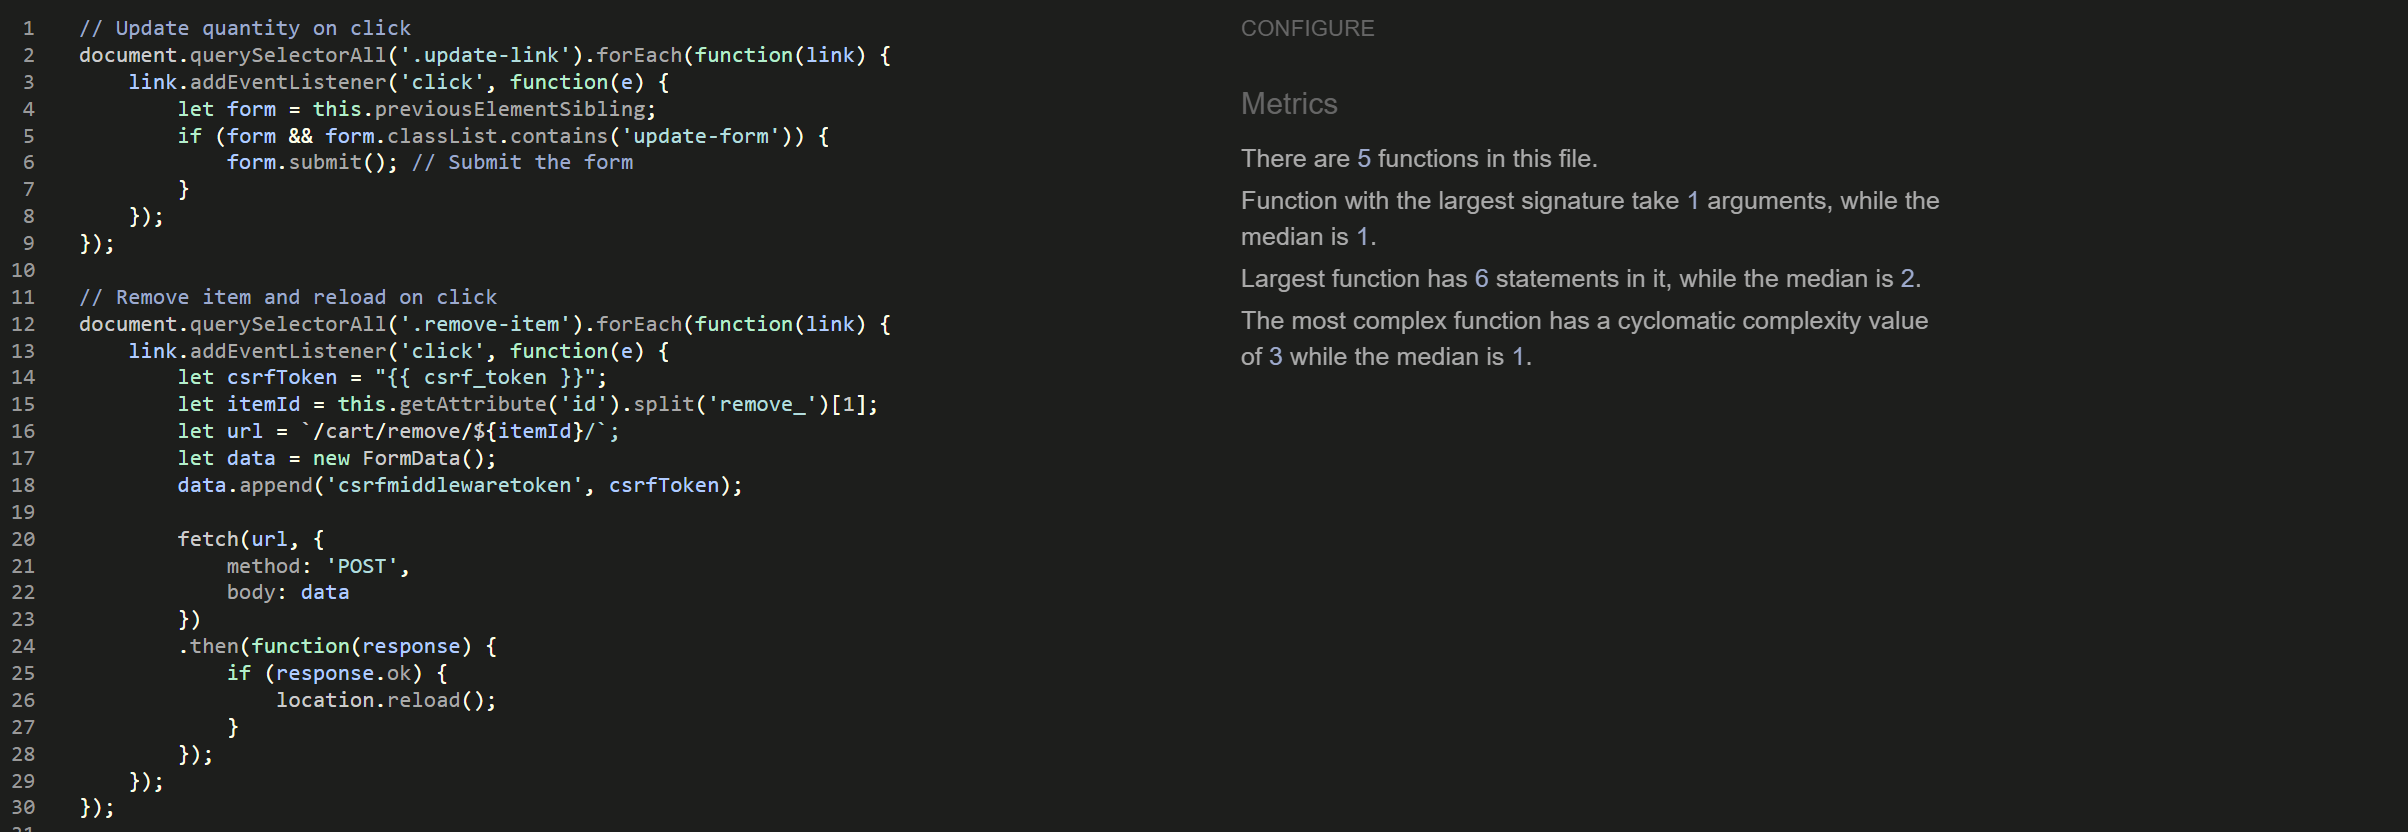 1 // Update quantity on click
2 document.querySelectorAll('.update-link').forEach(function(link) {
3     link.addEventListener('click', function(e) {
4         let form = this.previousElementSibling;
5         if (form && form.classList.contains('update-form')) {
6             form.submit(); // Submit the form
7         }
8     });
9 });
10
11 // Remove item and reload on click
12 document.querySelectorAll('.remove-item').forEach(function(link) {
13     link.addEventListener('click', function(e) {
14         let csrfToken = "{{ csrf_token }}";
15         let itemId = this.getAttribute('id').split('remove_')[1];
16         let url = `/cart/remove/${itemId}/`;
17         let data = new FormData();
18         data.append('csrfmiddlewaretoken', csrfToken);
19
20         fetch(url, {
21             method: 'POST',
22             body: data
23         })
24         .then(function(response) {
25             if (response.ok) {
26                 location.reload();
27             }
28         });
29     });
30 });
31
CONFIGURE
Metrics
There are 5 functions in this file.
Function with the largest signature take 1 arguments, while the
median is 1.
Largest function has 6 statements in it, while the median is 2.
The most complex function has a cyclomatic complexity value
of 3 while the median is 1.